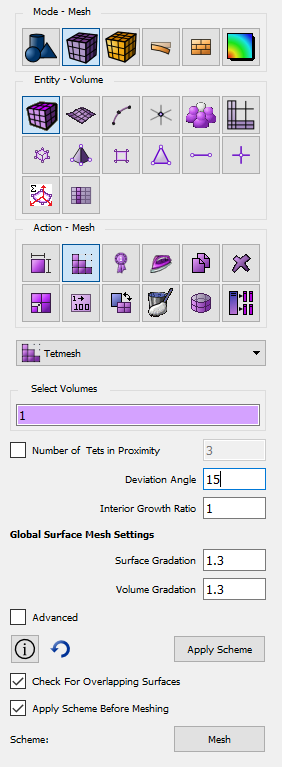 Mode - Mesh
Entity - Volume
Action - Mesh
1 100
Tetmesh
Select Volumes
1
Number of Tets in Proximity 3
Deviation Angle 15
Interior Growth Ratio 1
Global Surface Mesh Settings
Surface Gradation 1.3
Volume Gradation 1.3
Advanced
Apply Scheme
Check For Overlapping Surfaces
Apply Scheme Before Meshing
Scheme: Mesh